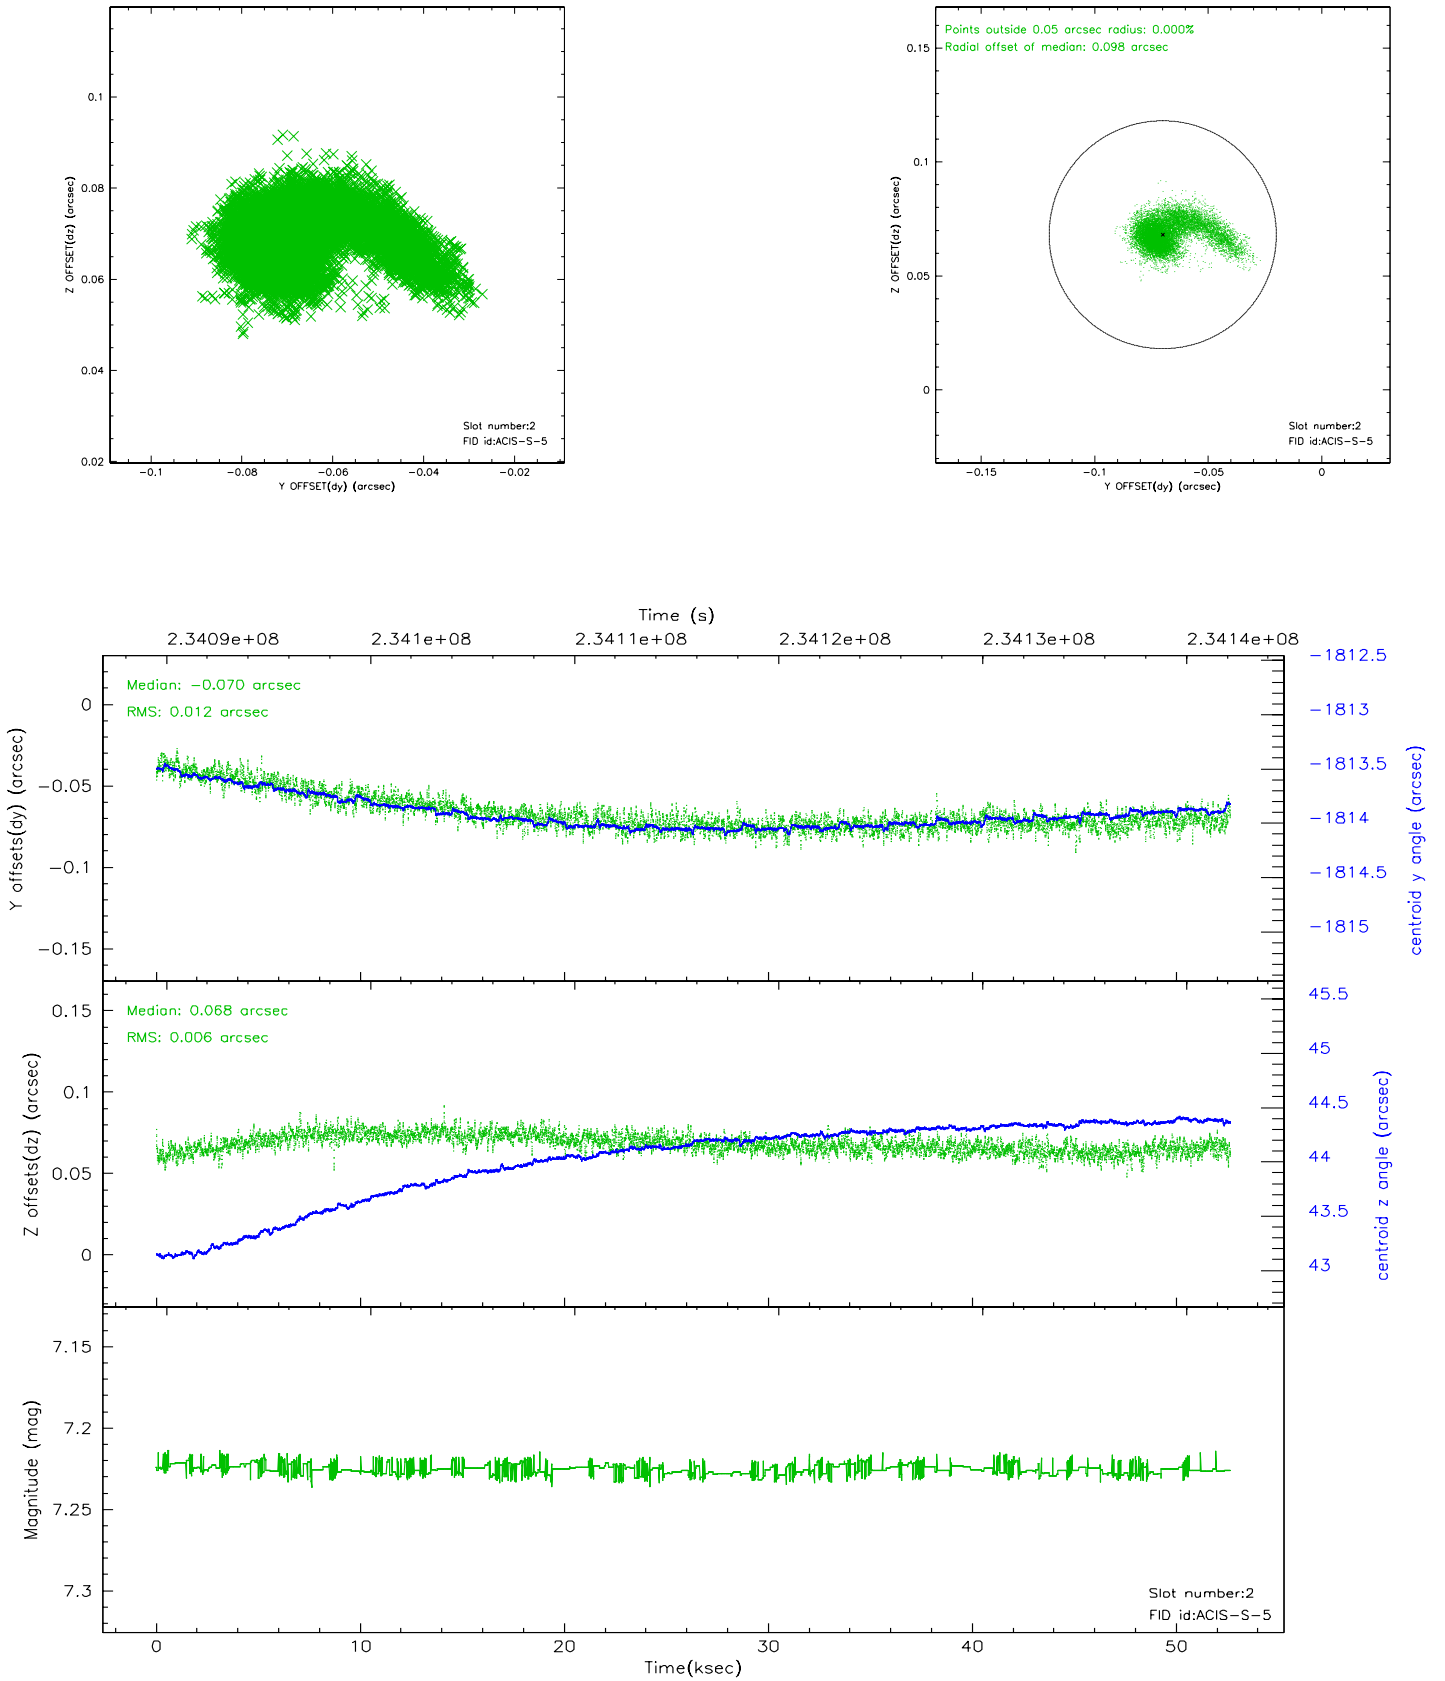 0.1
0.08
0.06
0.04
0.02
Z OFFSET(dz) (arcsec)
Slot number:2
FID id:ACIS-S-5
-0.1 -0.08 -0.06 -0.04 -0.02
Y OFFSET(dy) (arcsec)
Points outside 0.05 arcsec radius: 0.000%
Radial offset of median: 0.098 arcsec
0.15
0.1
0.05
0
Z OFFSET(dz) (arcsec)
Slot number:2
FID id:ACIS-S-5
-0.15 -0.1 -0.05 0
Y OFFSET(dy) (arcsec)
Time (s)
2.3409e+08 2.341e+08 2.3411e+08 2.3412e+08 2.3413e+08 2.3414e+08
Median: -0.070 arcsec
RMS: 0.012 arcsec
0
-0.05
-0.1
-0.15
Y offsets(dy) (arcsec)
-1812.5
-1813
-1813.5
-1814
-1814.5
-1815
centroid y angle (arcsec)
Median: 0.068 arcsec
RMS: 0.006 arcsec
0.15
0.1
0.05
0
Z offsets(dz) (arcsec)
45.5
45
44.5
44
43.5
43
centroid z angle (arcsec)
7.15
7.2
7.25
7.3
Magnitude (mag)
Slot number:2
FID id:ACIS-S-5
0 10 20 30 40 50
Time(ksec)